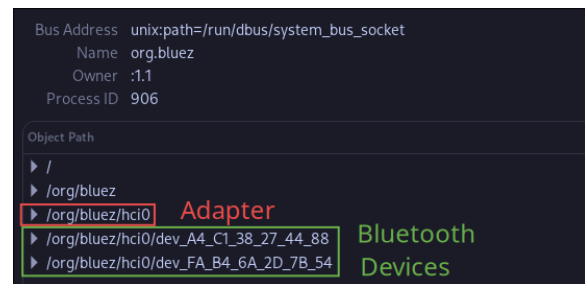 Bus Address unix:path=/run/dbus/system_bus_socket
Name org.bluez
Owner :1.1
Process ID 906
Object Path
/
/org/bluez
/org/bluez/hci0 Adapter
/org/bluez/hci0/dev_A4_C1_38_27_44_88 Bluetooth
/org/bluez/hci0/dev_FA_B4_6A_2D_7B_54 Devices